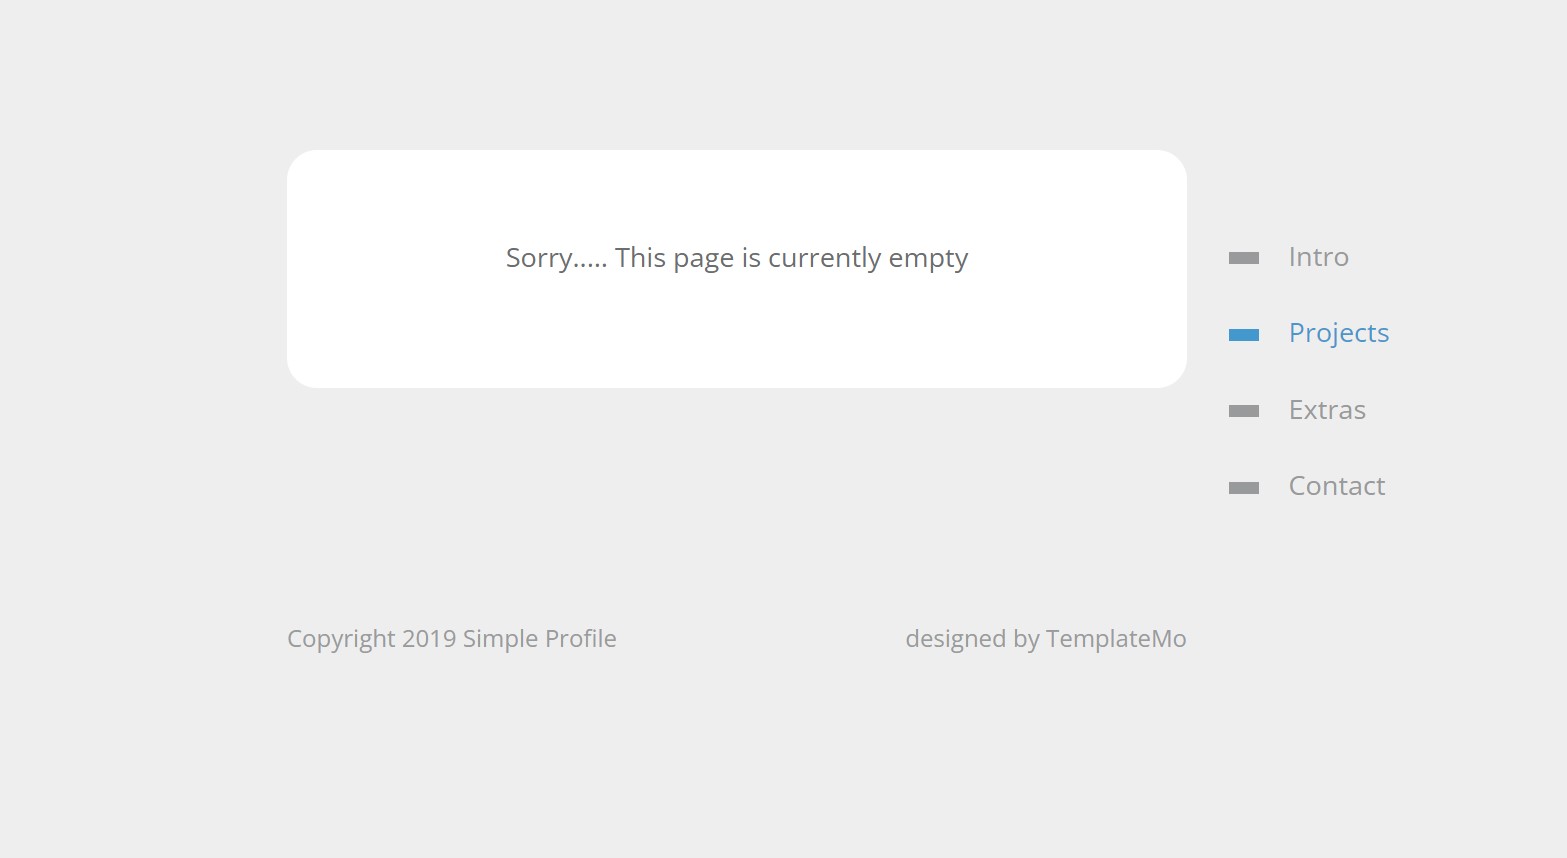 Sorry..... This page is currently empty
Intro
Projects
Extras
Contact
Copyright 2019 Simple Profile
designed by TemplateMo